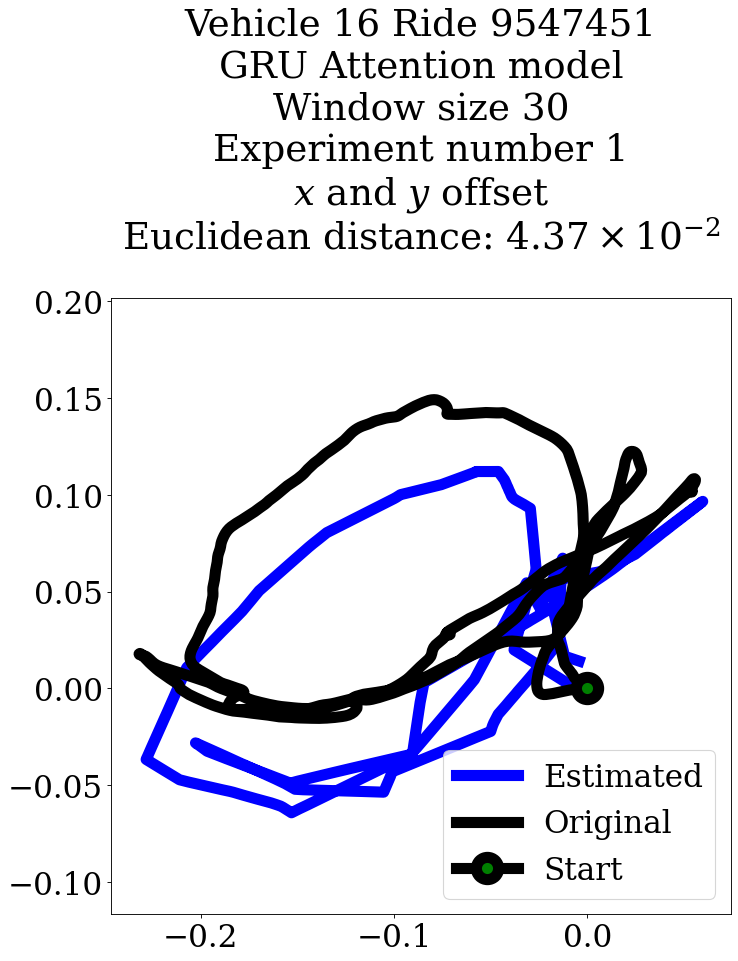 Vehicle 16 Ride 9547451
GRU Attention model
Window size 30
Experiment number 1
x and y offset
Euclidean distance: 4.37 × 10⁻²
0.20
0.15
0.10
0.05
0.00
−0.05
−0.10
Estimated
Original
Start
−0.2
−0.1
0.0